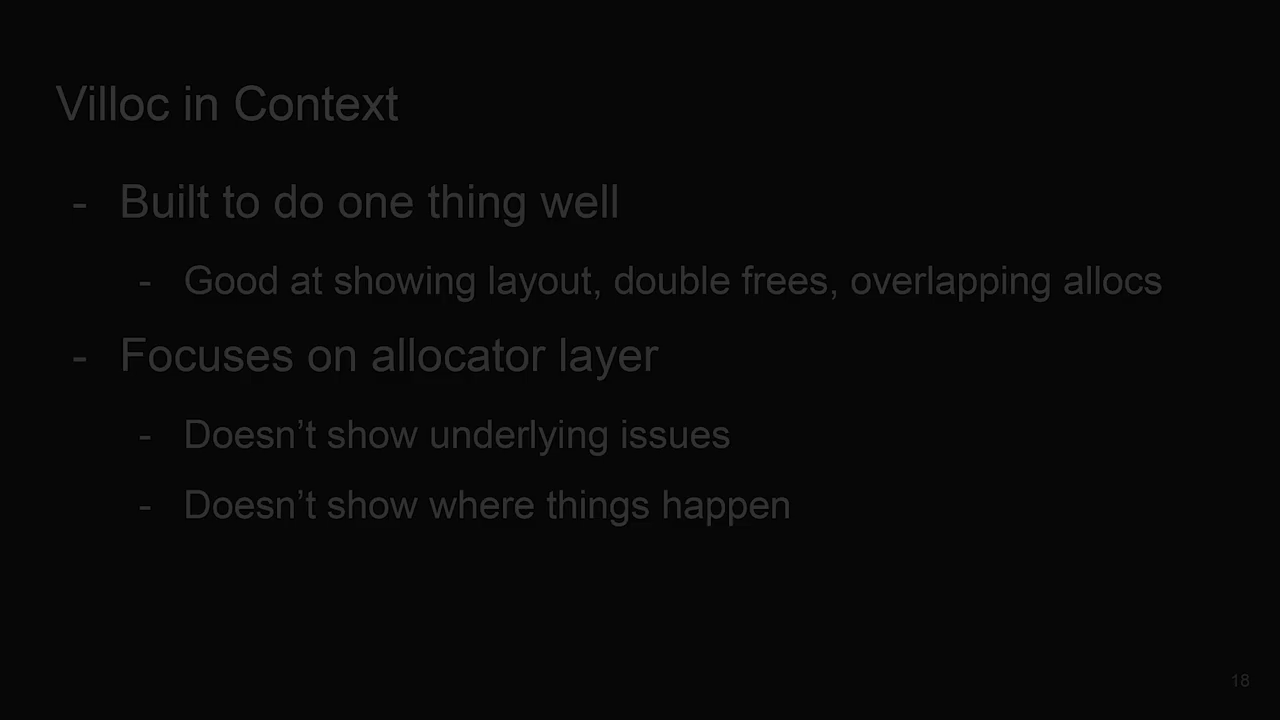 Villoc in Context
- Built to do one thing well
- Good at showing layout, double frees, overlapping allocs
- Focuses on allocator layer
- Doesn’t show underlying issues
- Doesn’t show where things happen
18